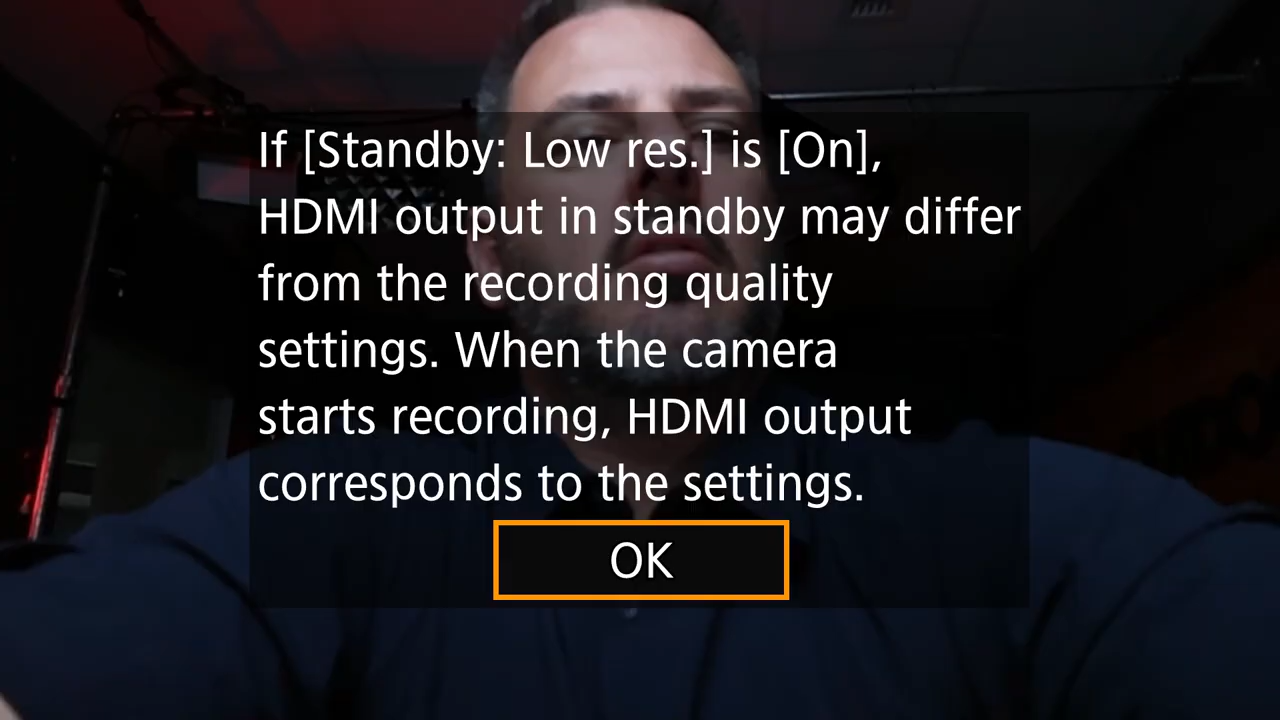 If [Standby: Low res.] is [On],
HDMI output in standby may differ
from the recording quality
settings. When the camera
starts recording, HDMI output
corresponds to the settings.
OK